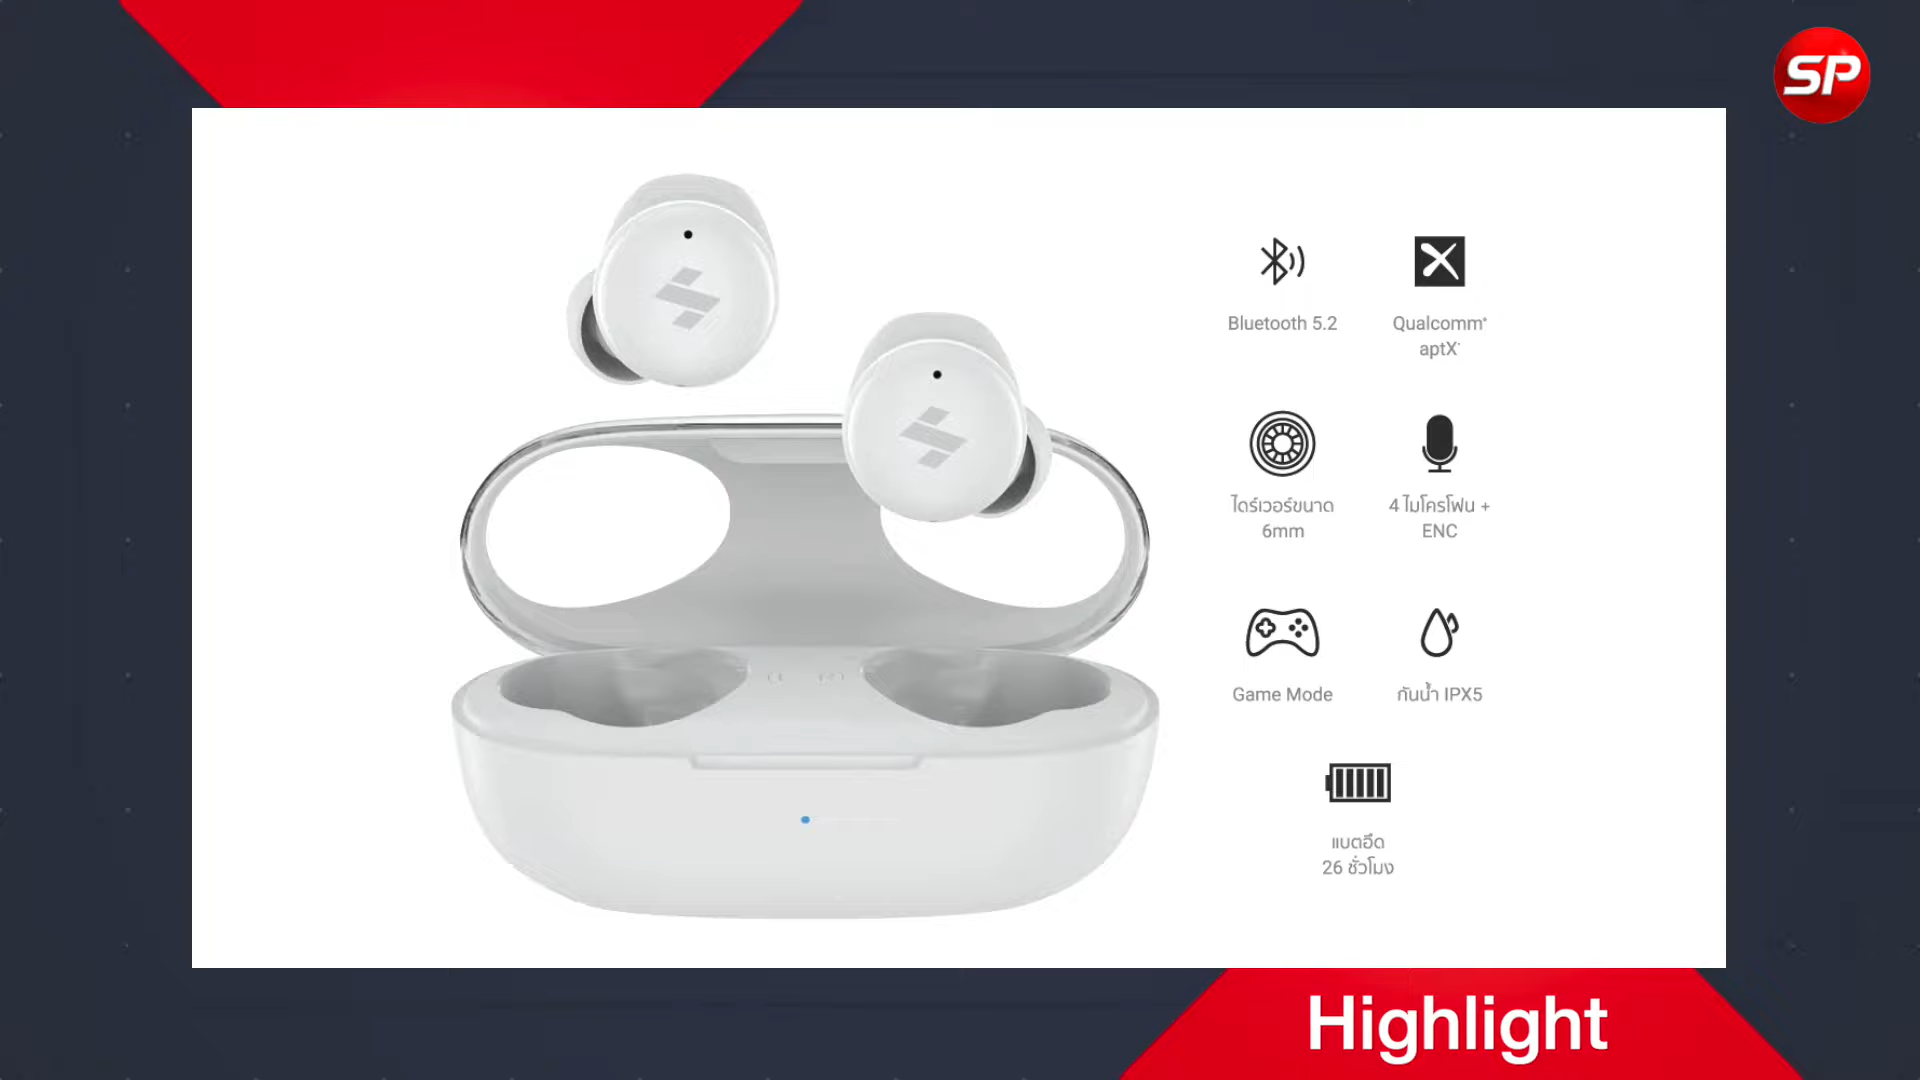 SP
Bluetooth 5.2
Qualcomm®
aptX™
ไดร์เวอร์ขนาด
6mm
4 ไมโครโฟน +
ENC
Game Mode
กันน้ำ IPX5
แบตอึด
26 ชั่วโมง
Highlight